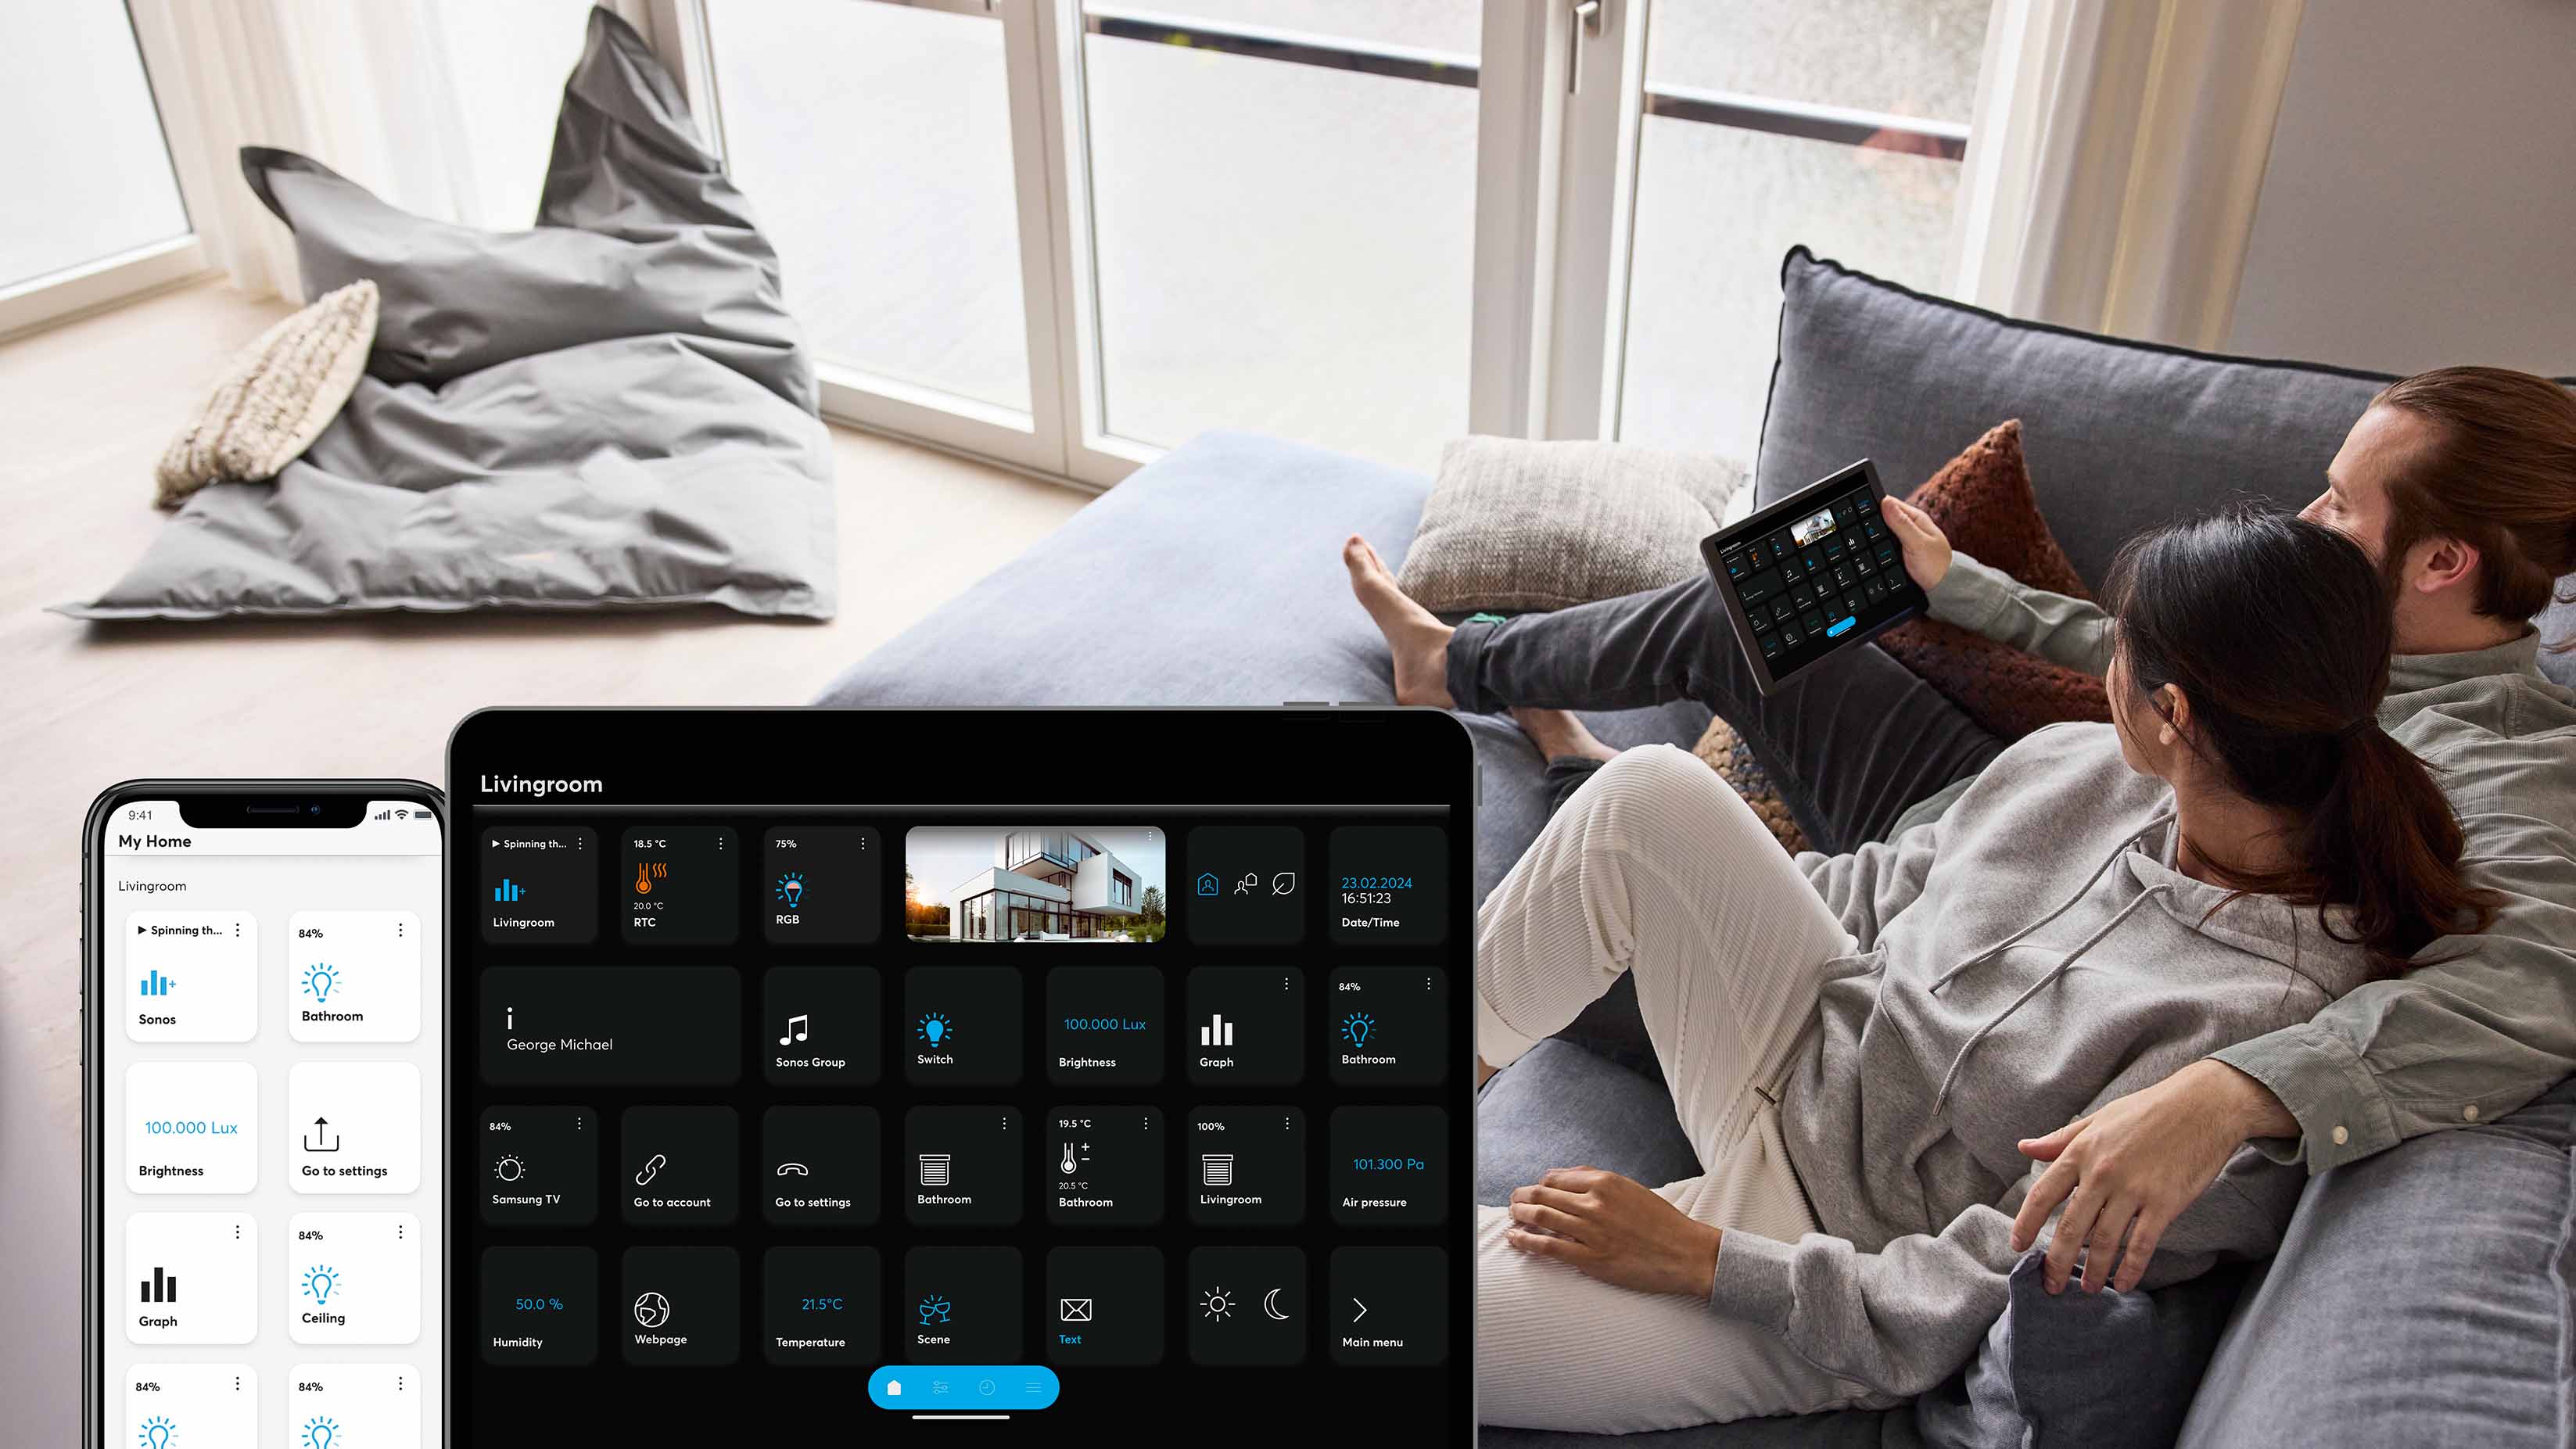 9:41
My Home
Livingroom
Spinning th...
Sonos
84%
Bathroom
100.000 Lux
Brightness
Go to settings
Graph
84%
Ceiling
84%
84%
Livingroom
Spinning th...
Livingroom
18.5 °C
20.0 °C
RTC
75%
RGB
23.02.2024
16:51:23
Date/Time
i
George Michael
Sonos Group
Switch
100.000 Lux
Brightness
Graph
84%
Bathroom
84%
Samsung TV
Go to account
Go to settings
Bathroom
19.5 °C
20.5 °C
Bathroom
100%
Livingroom
101.300 Pa
Air pressure
50.0 %
Humidity
Webpage
21.5°C
Temperature
Scene
Text
Main menu